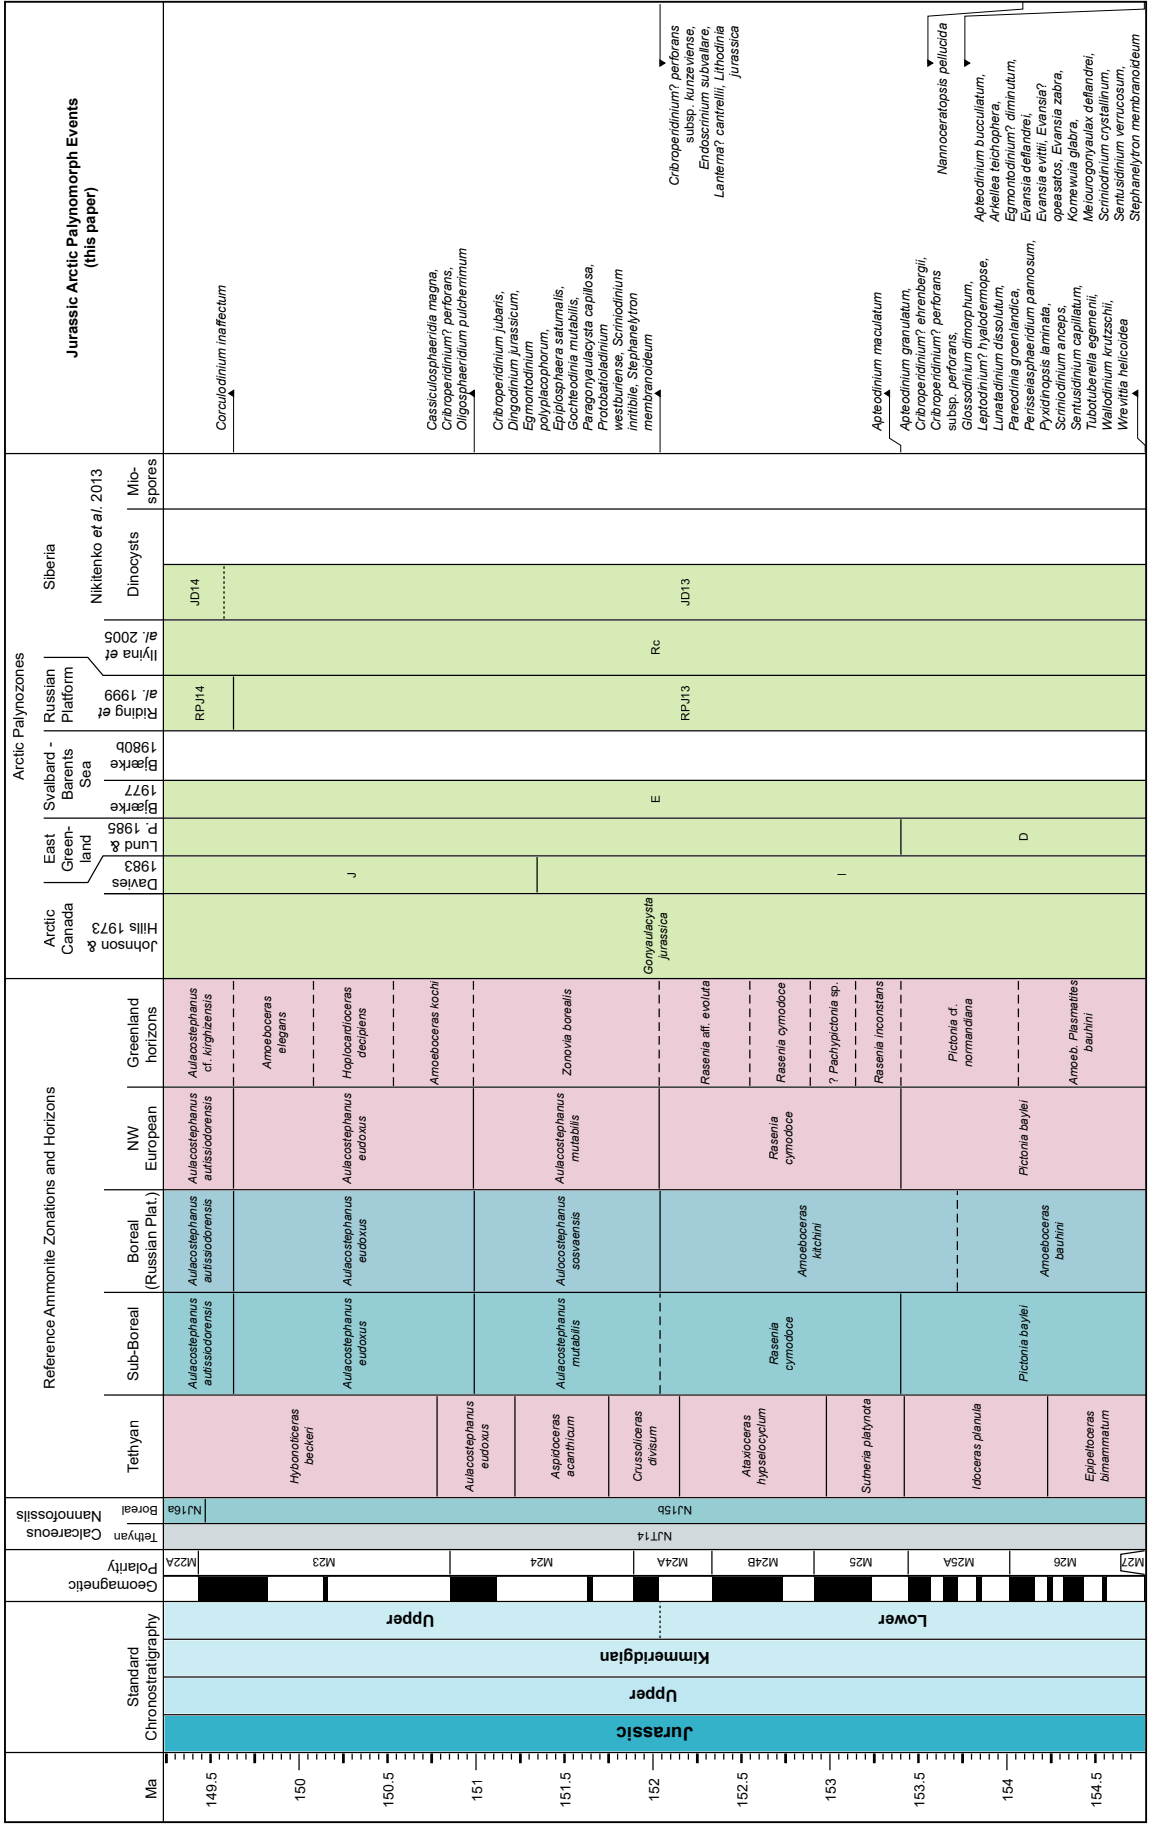 Ma
149.5
150
150.5
151
151.5
152
152.5
153
153.5
154
154.5
Standard
Chronostratigraphy
Jurassic
Upper
Kimmeridgian
Upper
Lower
Geomagnetic
Polarity
M22A
M23
M24
M24A
M24B
M25
M25A
M26
M27
Calcareous
Nannofossils
Tethyan
NJT14
Boreal
NJ16a
NJ15b
Reference Ammonite Zonations and Horizons
Tethyan
Hybonoticeras
beckeri
Aulacostephanus
eudoxus
Aspidoceras
acanthicum
Crussoliceras
divisum
Ataxioceras
hypselocyclum
Sutneria platynota
Idoceras planula
Epipeltoceras
bimammatum
Sub-Boreal
Aulacostephanus
autissiodorensis
Aulacostephanus
eudoxus
Aulacostephanus
mutabilis
Rasenia
cymodoce
Pictonia baylei
Boreal
(Russian Plat.)
Aulacostephanus
autissiodorensis
Aulacostephanus
eudoxus
Aulocostephanus
sosvaensis
Amoeboceras
kitchini
Amoeboceras
bauhini
NW
European
Aulacostephanus
autissiodorensis
Aulacostephanus
eudoxus
Aulacostephanus
mutabilis
Rasenia
cymodoce
Pictonia baylei
Greenland
horizons
Aulacostephanus
cf. kirghizensis
Amoeboceras
elegans
Hoplocardioceras
decipiens
Amoeboceras kochi
Zonovia borealis
Rasenia aff. evoluta
Rasenia cymodoce
? Pachypictonia sp.
Rasenia inconstans
Pictonia cf.
normandiana
Amoeb. Plasmatites
bauhini
Arctic Palynozones
Arctic
Canada
Johnson &
Hills 1973
Gonyaulacysta
jurassica
Davies
1983
J
I
East
Green-
land
& Lund
P. 1985
D
Svalbard -
Barents
Sea
Bjærke
1977
E
Bjærke
1980b
Russian
Platform
Riding et
al. 1999
RPJ14
RPJ13
Ilyina et
al. 2005
Rc
Siberia
Nikitenko et al. 2013
Dinocysts
JD14
JD13
Mio-
spores
Jurassic Arctic Palynomorph Events
(this paper)
Corculodinium inaffectum
Cassiculosphaeridia magna,
Cribroperidinium? perforans,
Oligosphaeridium pulcherrimum
Cribroperidinium jubaris,
Dingodinium jurassicum,
Egmontodinium
polyplacophorum,
Epiplosphaera saturnalis,
Gochteodinia mutabilis,
Paragonyaulacysta capillosa,
Protobatioladinium
westburiense, Scriniodinium
inritibile, Stephanelytron
membranoideum
Apteodinium maculatum
Apteodinium granulatum,
Cribroperidinium? ehrenbergii,
Cribroperidinium? perforans
subsp. perforans,
Glossodinium dimorphum,
Leptodinium? hyalodermopse,
Lunatadinium dissolutum,
Pareodinia groenlandica,
Perisseiasphaeridium pannosum,
Pyxidinopsis laminata,
Scriniodinium anceps,
Sentusidinium capillatum,
Tubotuberella egemenii,
Wallodinium krutzschii,
Wrevittia helicoidea
Cribroperidinium? perforans
subsp. kunzeviense,
Endoscrinium subvallare,
Lanterna? cantrellii, Lithodinia
jurassica
Nannoceratopsis pellucida
Apteodinium bucculiatum,
Arkellea teichophera,
Egmontodinium? diminutum,
Evansia deflandrei,
Evansia evittii, Evansia?
opeasatos, Evansia zabra,
Komewuia glabra,
Meiourogonyaulax deflandrei,
Scriniodinium crystallinum,
Sentusidinium verrucosum,
Stephanelytron membranoideum